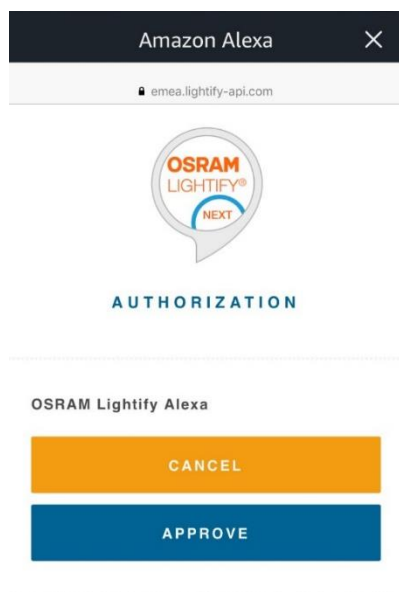 Amazon Alexa
emea.lightify-api.com
OSRAM
LIGHTIFY®
NEXT
AUTHORIZATION
OSRAM Lightify Alexa
CANCEL
APPROVE